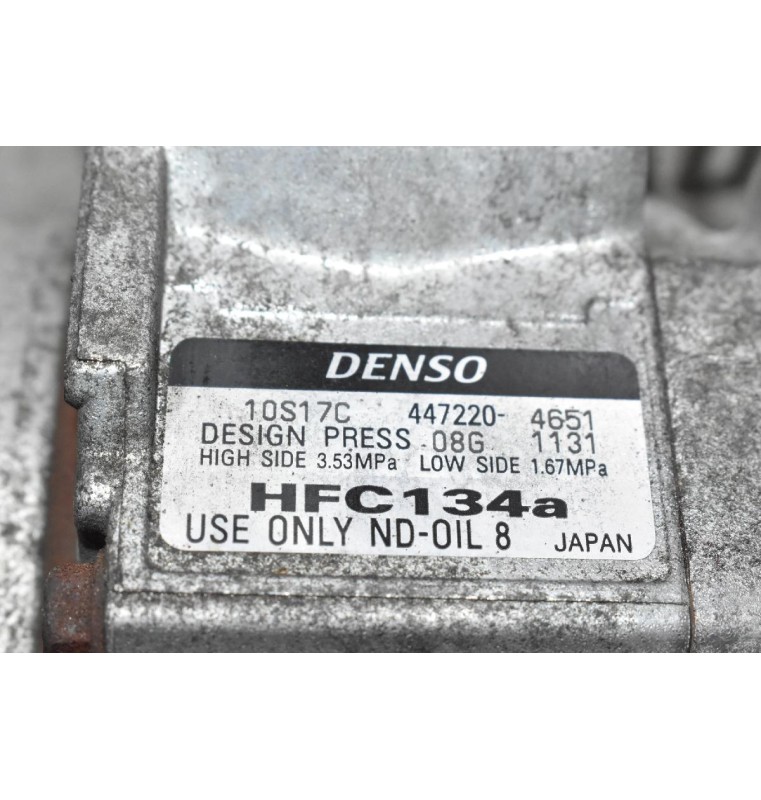 DENSO
10S17C 447220- 4651
DESIGN PRESS 08G 1131
HIGH SIDE 3.53MPa LOW SIDE 1.67MPa
HFC134a
USE ONLY ND-OIL 8 JAPAN